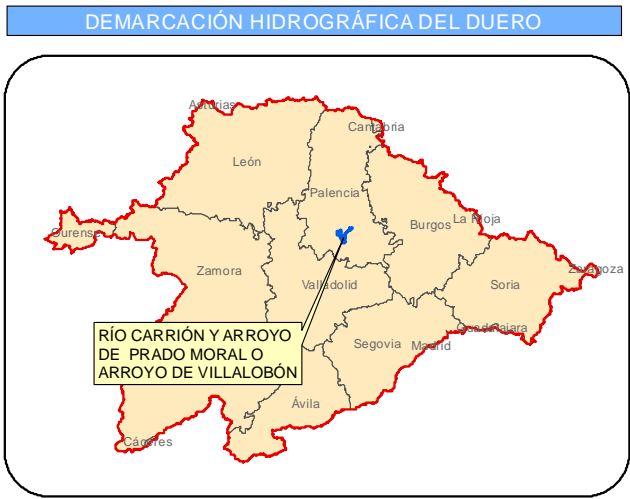 DEMARCACIÓN HIDROGRÁFICA DEL DUERO
Asturias
Cantabria
León
Palencia
Burgos
La Rioja
Ourense
Zamora
Valladolid
Soria
Zaragoza
RÍO CARRIÓN Y ARROYO
DE PRADO MORAL O
ARROYO DE VILLALOBÓN
Segovia
Madrid
Guadalajara
Ávila
Cáceres